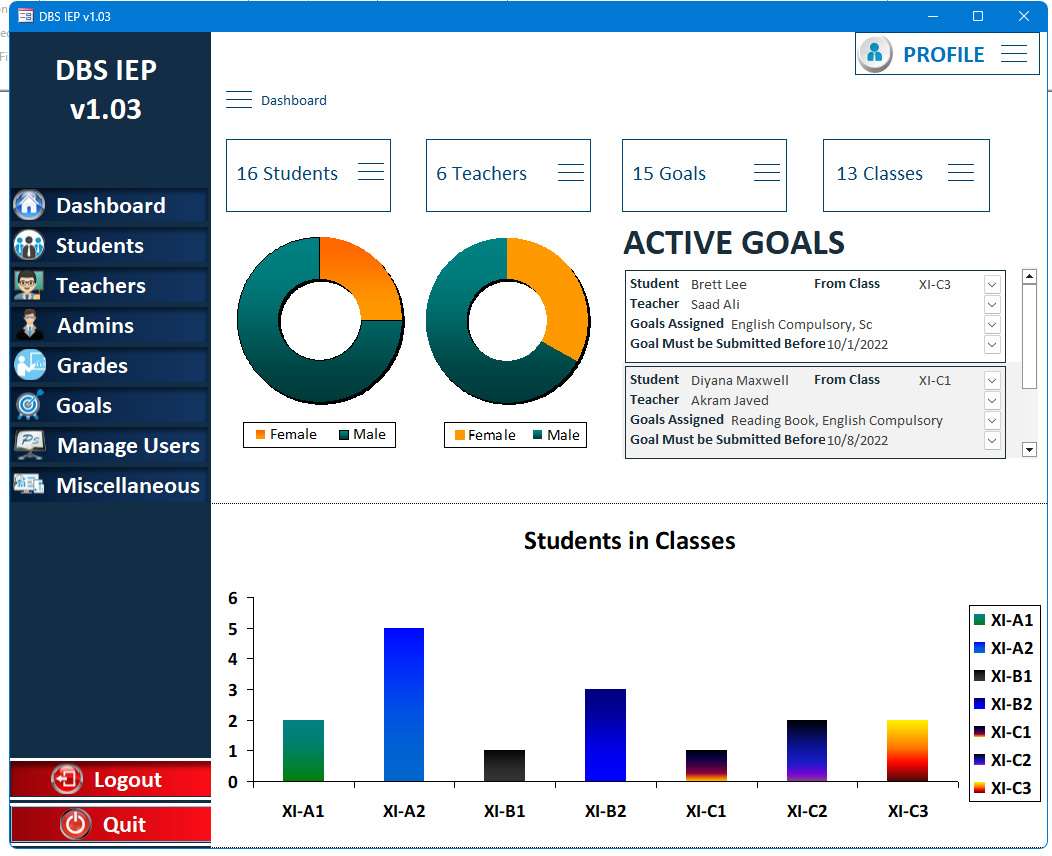 DBS IEP v1.03
DBS IEP
v1.03
PROFILE
Dashboard
16 Students
6 Teachers
15 Goals
13 Classes
Dashboard
Students
Teachers
Admins
Grades
Goals
Manage Users
Miscellaneous
Logout
Quit
Female Male
Female Male
ACTIVE GOALS
Student Brett Lee From Class XI-C3
Teacher Saad Ali
Goals Assigned English Compulsory, Sc
Goal Must be Submitted Before 10/1/2022
Student Diyana Maxwell From Class XI-C1
Teacher Akram Javed
Goals Assigned Reading Book, English Compulsory
Goal Must be Submitted Before 10/8/2022
Students in Classes
6
5
4
3
2
1
0
XI-A1 XI-A2 XI-B1 XI-B2 XI-C1 XI-C2 XI-C3
XI-A1
XI-A2
XI-B1
XI-B2
XI-C1
XI-C2
XI-C3